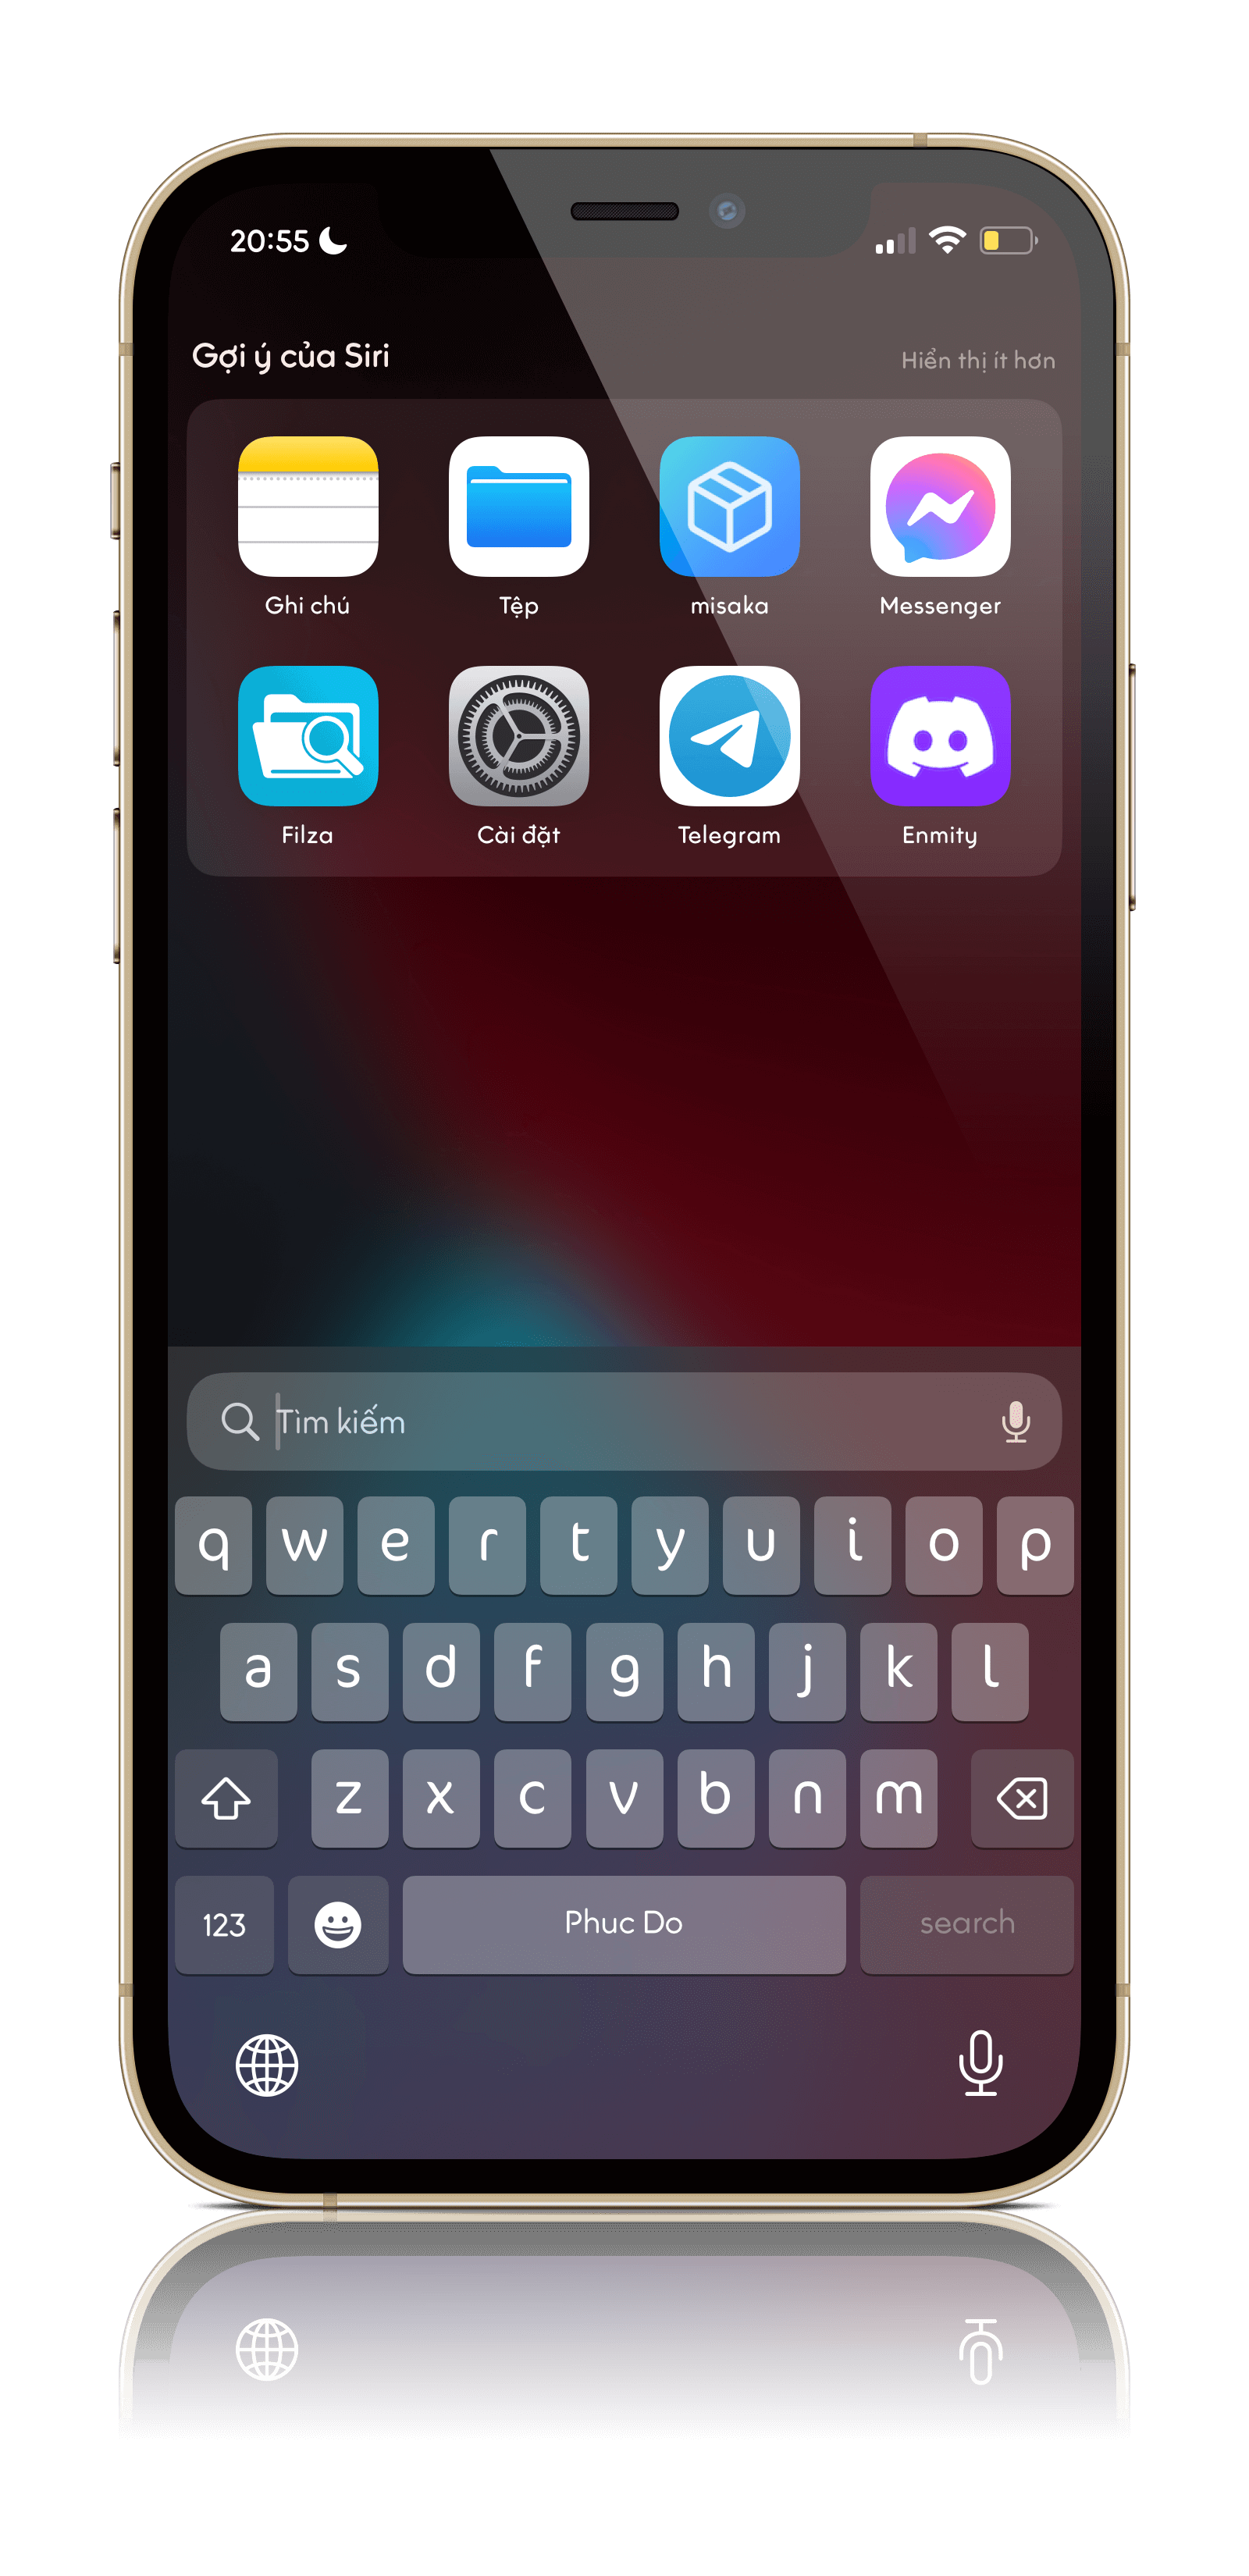 20:55
Gợi ý của Siri
Hiển thị ít hơn
Ghi chú
Tệp
misaka
Messenger
Filza
Cài đặt
Telegram
Enmity
Tìm kiếm
q w e r t y u i o p
a s d f g h j k l
z x c v b n m
123
Phuc Do
search